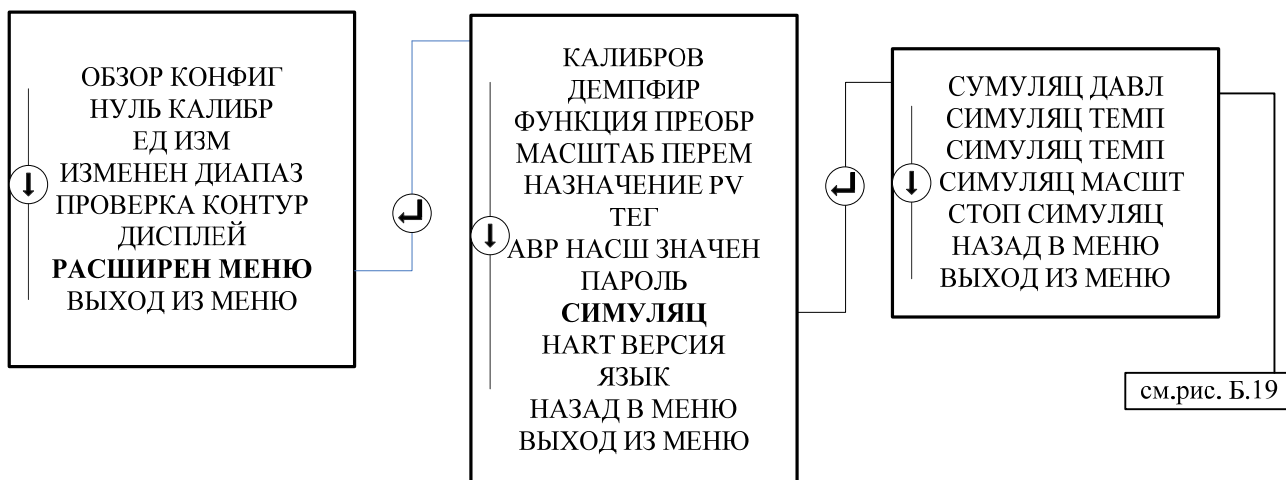 ОБЗОР КОНФИГ
НУЛЬ КАЛИБР
ЕД ИЗМ
ИЗМЕНЕН ДИАПАЗ
ПРОВЕРКА КОНТУР
ДИСПЛЕЙ
РАСШИРЕН МЕНЮ
ВЫХОД ИЗ МЕНЮ
КАЛИБРОВ
ДЕМПФИР
ФУНКЦИЯ ПРЕОБР
МАСШТАБ ПЕРЕМ
НАЗНАЧЕНИЕ PV
ТЕГ
АВР НАСШ ЗНАЧЕН
ПАРОЛЬ
СИМУЛЯЦ
HART ВЕРСИЯ
ЯЗЫК
НАЗАД В МЕНЮ
ВЫХОД ИЗ МЕНЮ
СУМУЛЯЦ ДАВЛ
СИМУЛЯЦ ТЕМП
СИМУЛЯЦ ТЕМП
СИМУЛЯЦ МАСШТ
СТОП СИМУЛЯЦ
НАЗАД В МЕНЮ
ВЫХОД ИЗ МЕНЮ
см.рис. Б.19